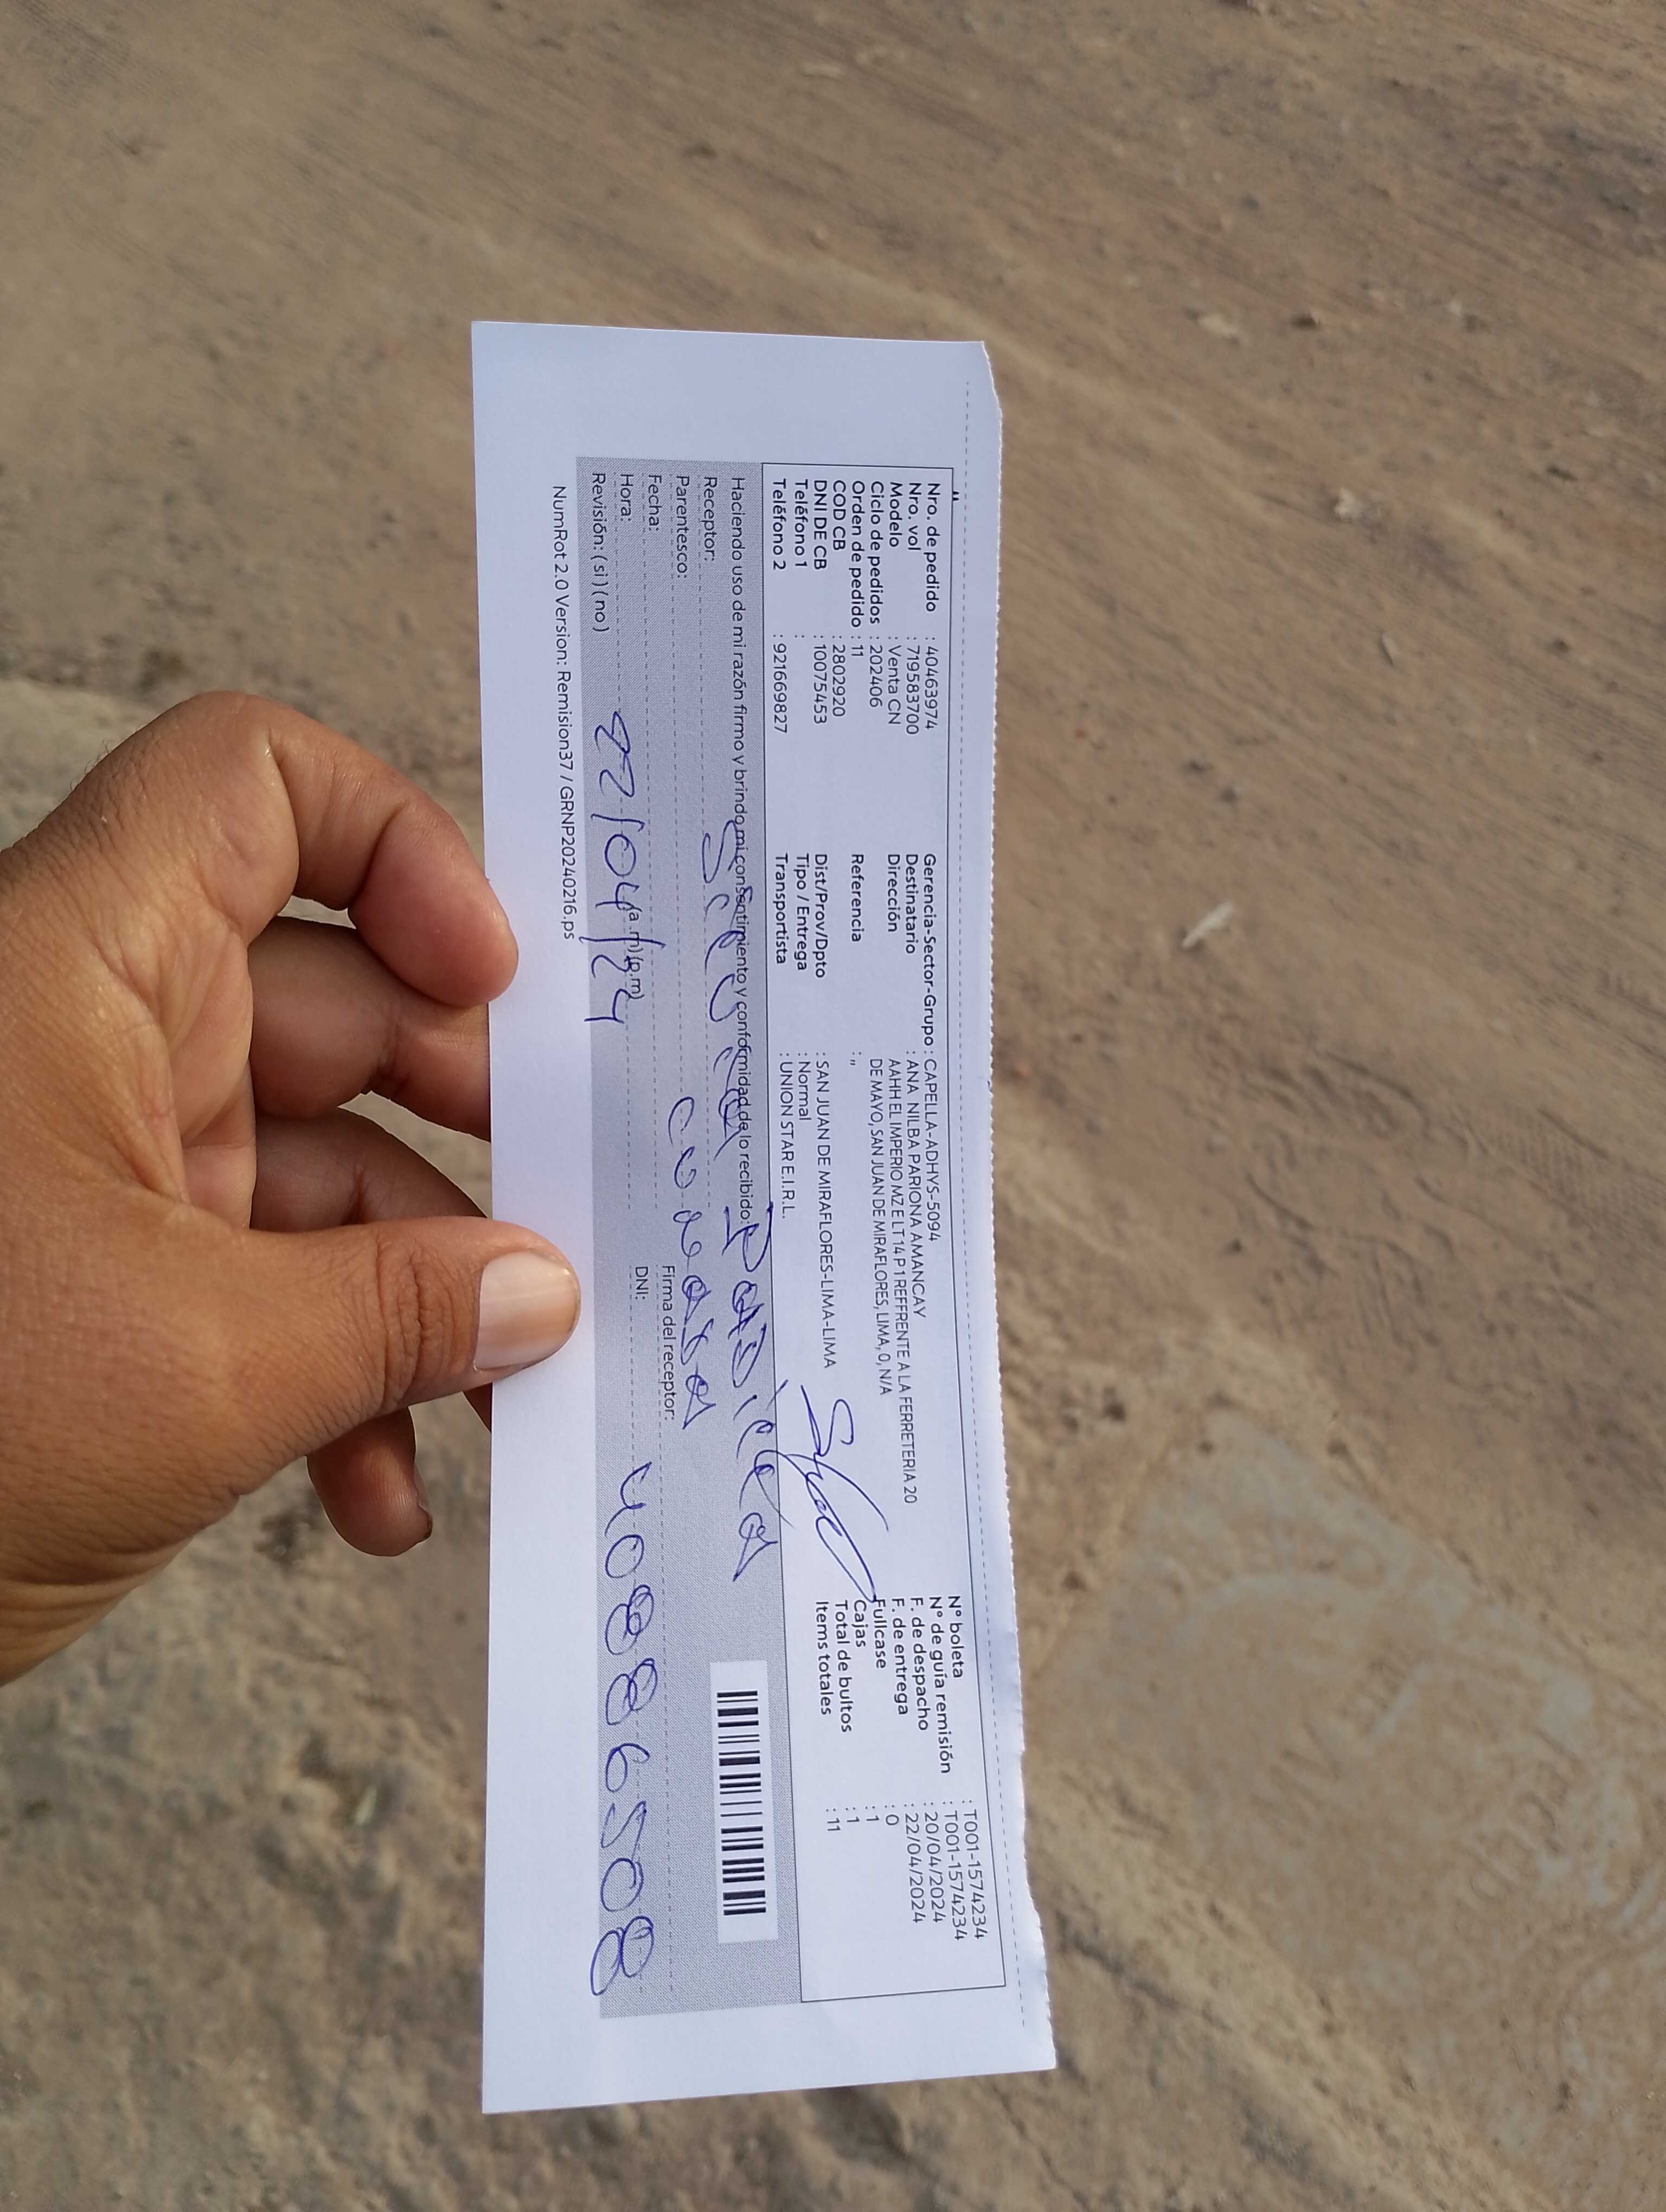 Nro. de pedido : 40463974
Nro. vol : 719583700
Modelo : Venta CN
Ciclo de pedidos : 202406
Orden de pedido : 11
COD CB : 2802920
DNI DE CB : 10075453
Teléfono 1 :
Teléfono 2 : 921669827
Gerencia-Sector-Grupo : CAPELLA-ADHYS-5094
Destinatario : ANA NILBA PARIONA AMANCAY
Dirección : AAHH EL IMPERIO MZ E LT 14 P 1 REFFRENTE A LA FERRETERIA 20
DE MAYO, SAN JUAN DE MIRAFLORES, LIMA, 0, N/A
Referencia : ,,
Dist/Prov/Dpto : SAN JUAN DE MIRAFLORES-LIMA-LIMA
Tipo / Entrega : Normal
Transportista : UNION STAR E.I.R.L.
N° boleta : T001-1574234
N° de guía remisión : T001-1574234
F. de despacho : 20/04/2024
F. de entrega : 22/04/2024
Fullcase : 0
Cajas : 1
Total de bultos : 1
Items totales : 11
Haciendo uso de mi razón firmo y brindo mi consentimiento y conformidad de lo recibido:
Receptor:
Parentesco:
Fecha:
Firma del receptor:
Hora: (a.m) (p.m)
DNI: 40886508
Revisión: ( si ) ( no ) 22/04/24
NumRot 2.0 Version: Remision37 / GRNP20240216.ps